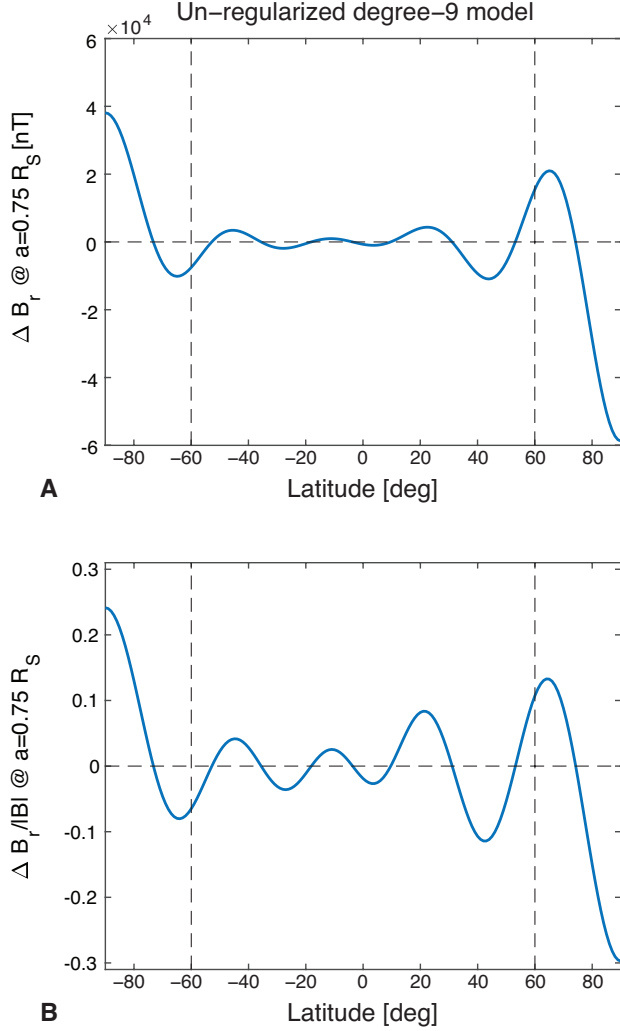 Un−regularized degree−9 model
×10⁴
6
4
2
0
-2
-4
-6
Δ B_r @ a=0.75 R_S[nT]
−80 −60 −40 −20 0 20 40 60 80
Latitude [deg]
A
0.3
0.2
0.1
0
-0.1
-0.2
-0.3
Δ B_r/|B| @ a=0.75 R_S
−80 −60 −40 −20 0 20 40 60 80
Latitude [deg]
B